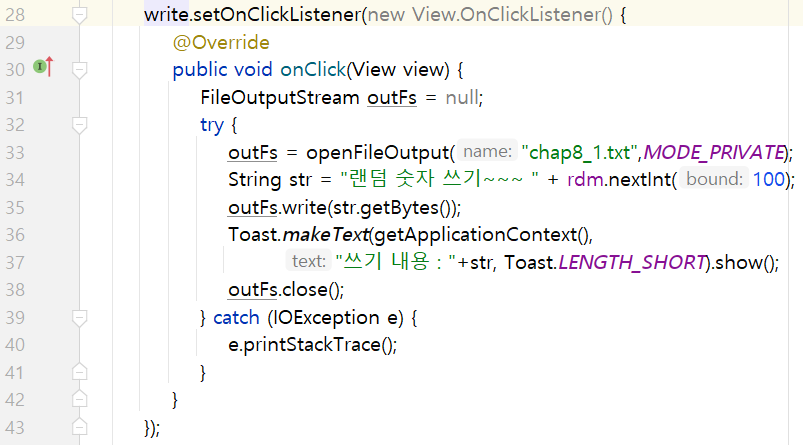 28 write.setOnClickListener(new View.OnClickListener() {
29 @Override
30 public void onClick(View view) {
31 FileOutputStream outFs = null;
32 try {
33 outFs = openFileOutput( name: "chap8_1.txt",MODE_PRIVATE);
34 String str = "랜덤 숫자 쓰기~~~ " + rdm.nextInt( bound: 100);
35 outFs.write(str.getBytes());
36 Toast.makeText(getApplicationContext(),
37 text: "쓰기 내용 : "+str, Toast.LENGTH_SHORT).show();
38 outFs.close();
39 } catch (IOException e) {
40 e.printStackTrace();
41 }
42 }
43 });